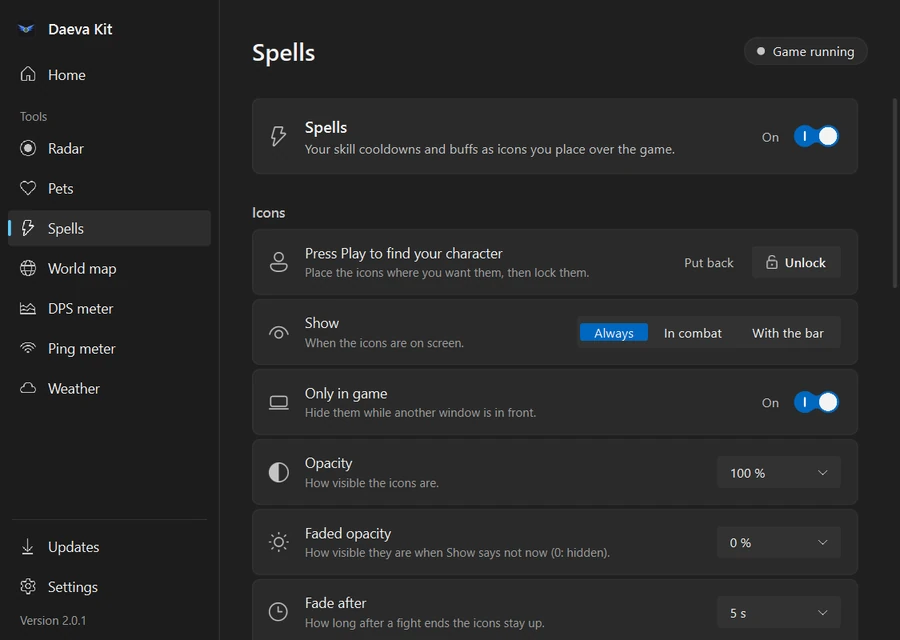 Daeva Kit
Home
Tools
Radar
Pets
Spells
World map
DPS meter
Ping meter
Weather
Updates
Settings
Version 2.0.1
Spells
Game running
Spells
Your skill cooldowns and buffs as icons you place over the game.
On
Icons
Press Play to find your character
Place the icons where you want them, then lock them.
Put back
Unlock
Show
When the icons are on screen.
Always
In combat
With the bar
Only in game
Hide them while another window is in front.
On
Opacity
How visible the icons are.
100 %
Faded opacity
How visible they are when Show says not now (0: hidden).
0 %
Fade after
How long after a fight ends the icons stay up.
5 s